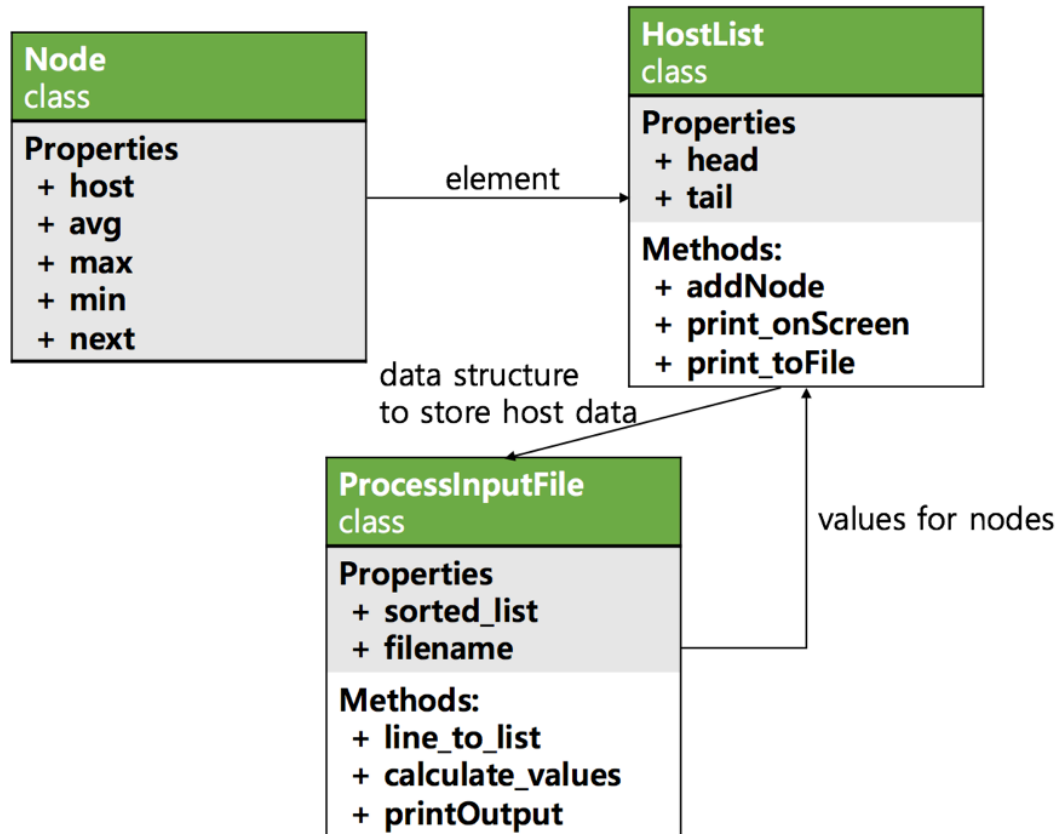 Node
class
Properties
+ host
+ avg
+ max
+ min
+ next
element
HostList
class
Properties
+ head
+ tail
Methods:
+ addNode
+ print_onScreen
+ print_toFile
data structure
to store host data
ProcessInputFile
class
Properties
+ sorted_list
+ filename
Methods:
+ line_to_list
+ calculate_values
+ printOutput
values for nodes